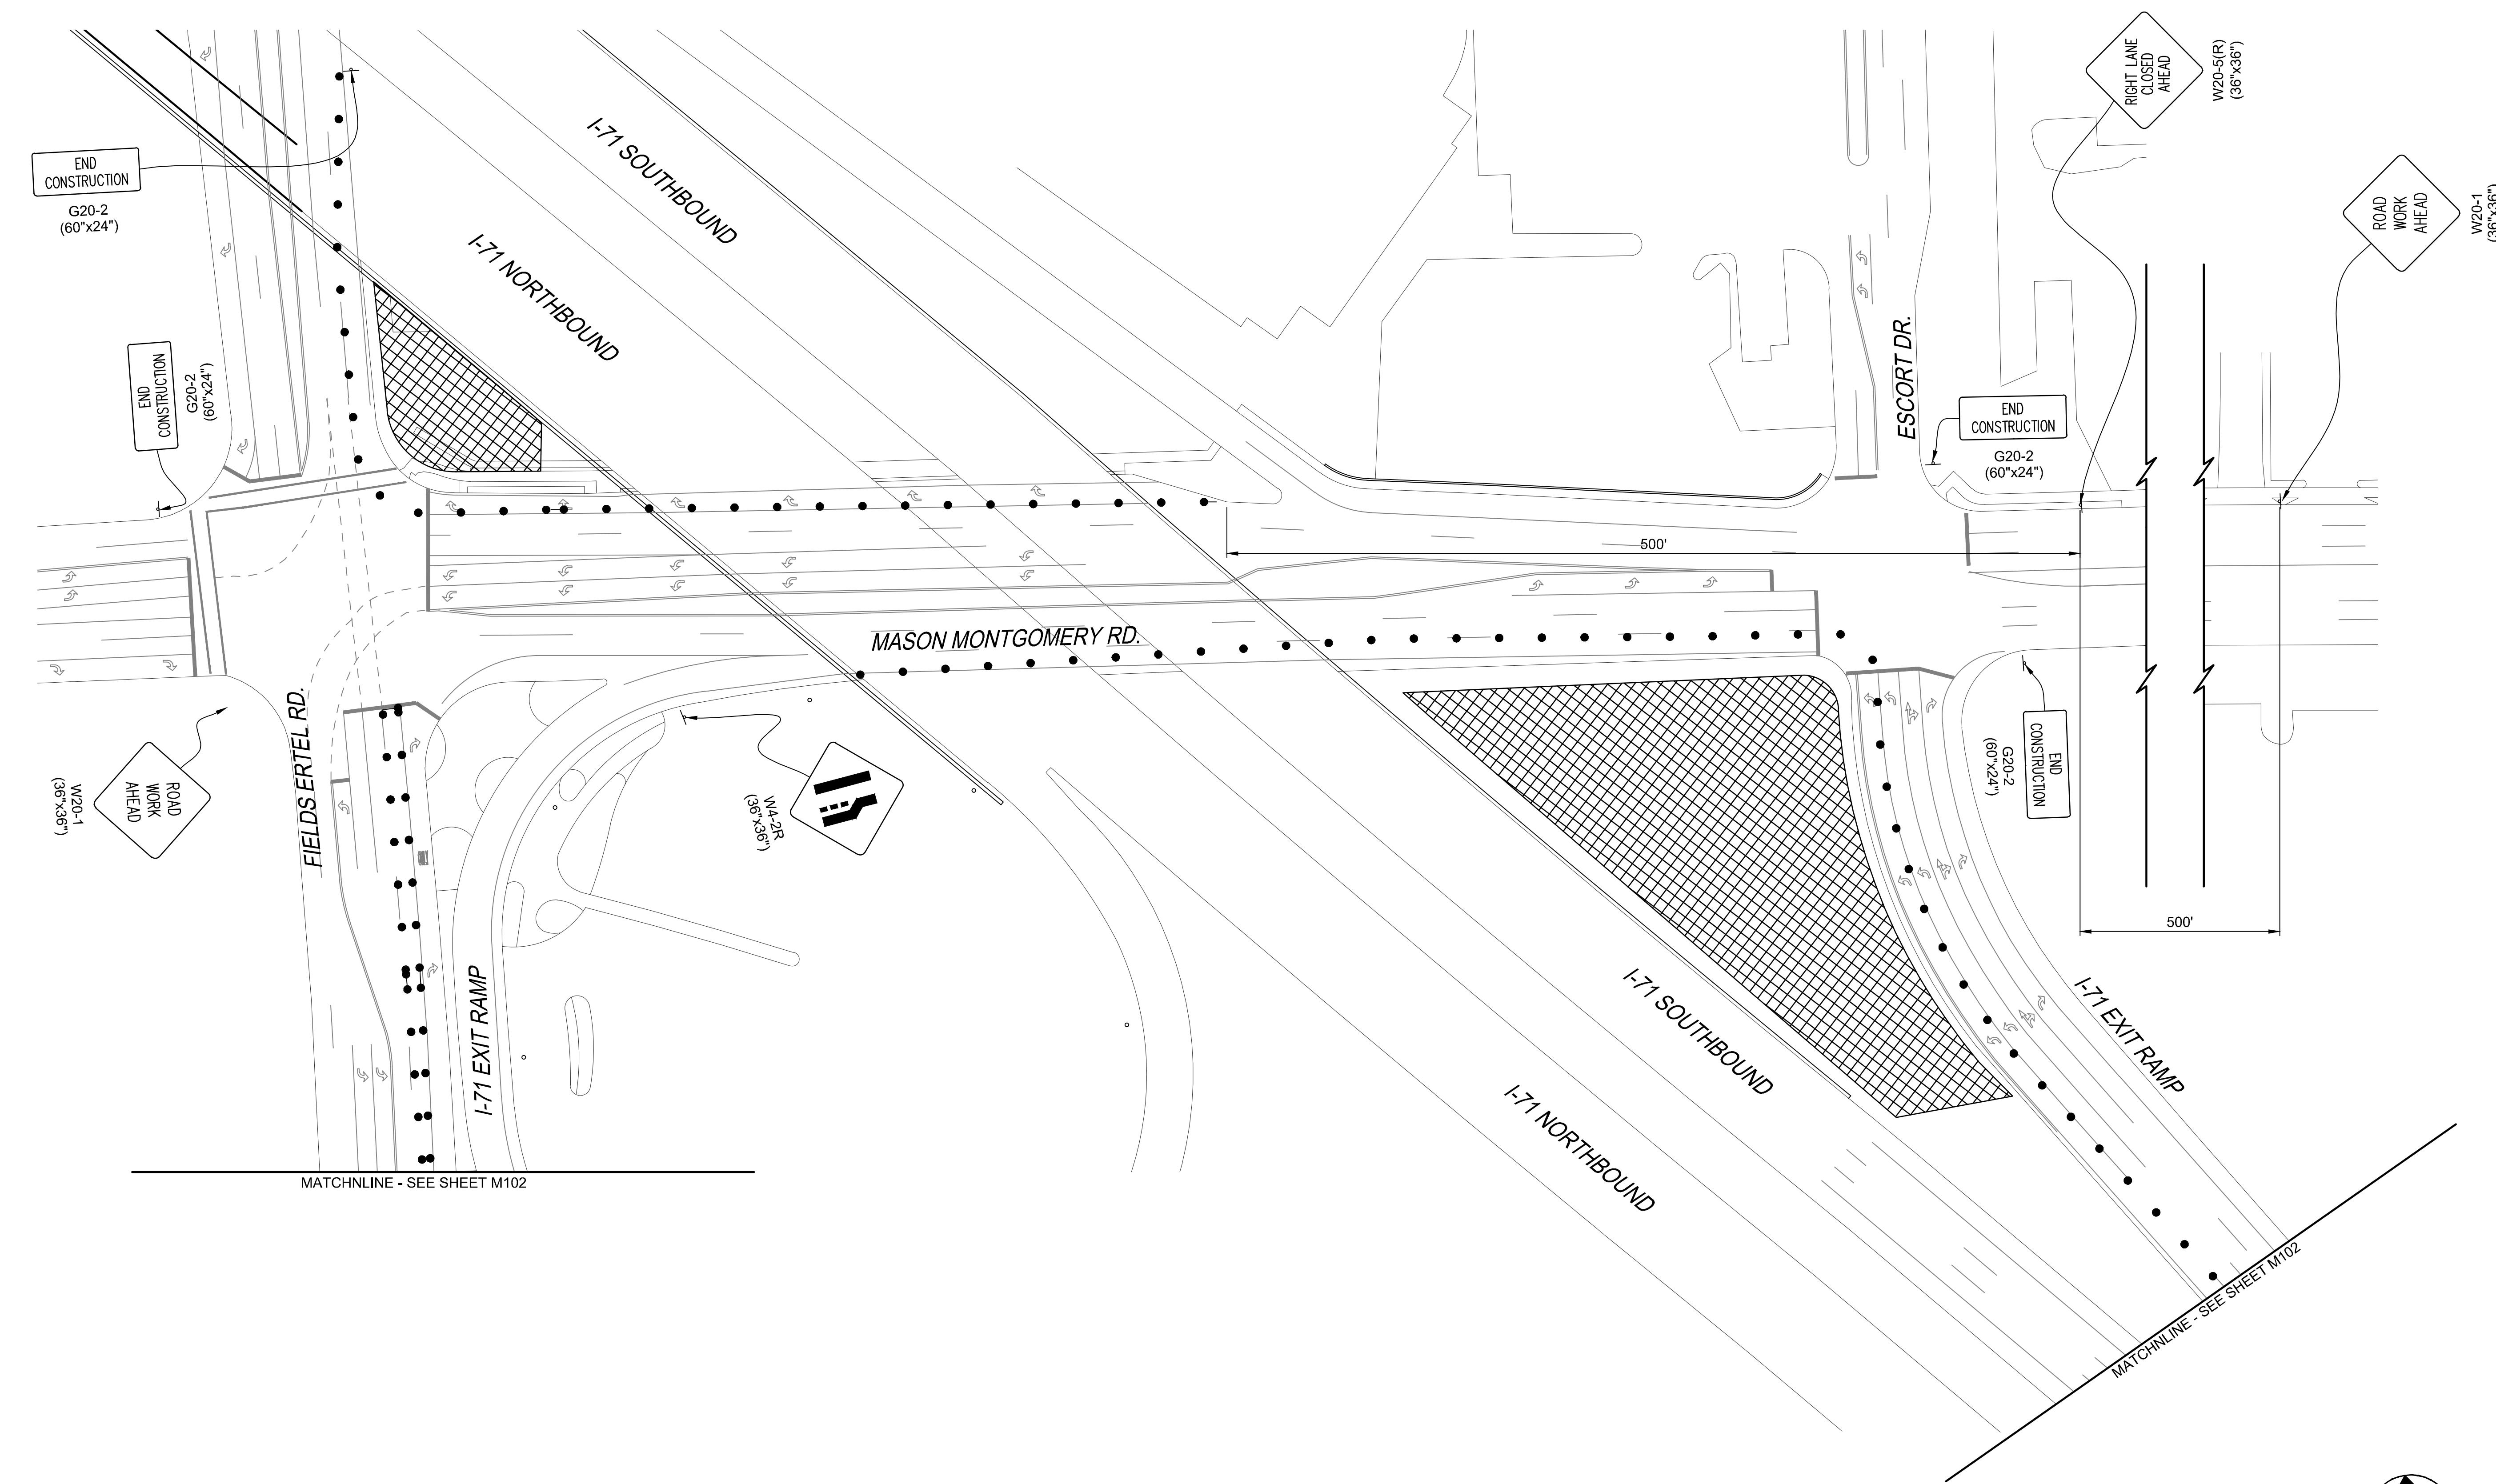 RIGHT LANE
CLOSED
AHEAD
W20-5(R)
(36"x36")
ROAD
WORK
AHEAD
W20-1
(36"x36")
END
CONSTRUCTION
G20-2
(60"x24")
I-71 SOUTHBOUND
I-71 NORTHBOUND
END
CONSTRUCTION
G20-2
(60"x24")
ESCORT DR.
END
CONSTRUCTION
G20-2
(60"x24")
500'
MASON MONTGOMERY RD.
FIELDS ERTEL RD.
ROAD
WORK
AHEAD
W20-1
(36"x36")
W4-2R
(36"x36")
END
CONSTRUCTION
G20-2
(60"x24")
500'
I-71 EXIT RAMP
I-71 SOUTHBOUND
I-71 EXIT RAMP
I-71 NORTHBOUND
MATCHNLINE - SEE SHEET M102
MATCHNLINE - SEE SHEET M102